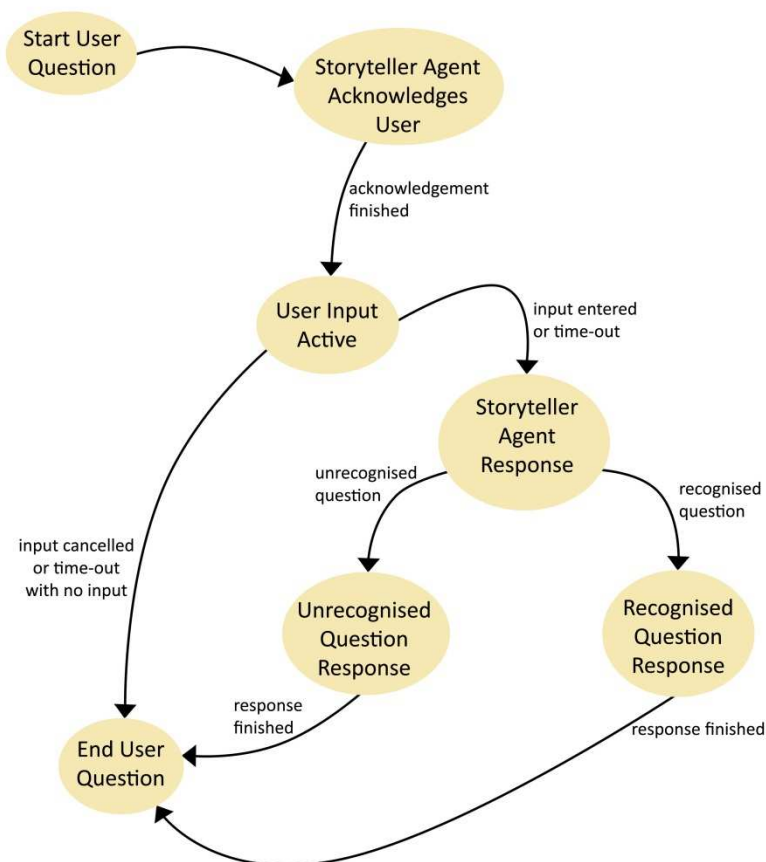 Start User
Question
Storyteller Agent
Acknowledges
User
acknowledgement
finished
User Input
Active
input entered
or time-out
Storyteller
Agent
Response
unrecognised
question
recognised
question
input cancelled
or time-out
with no input
Unrecognised
Question
Response
Recognised
Question
Response
response
finished
response finished
End User
Question